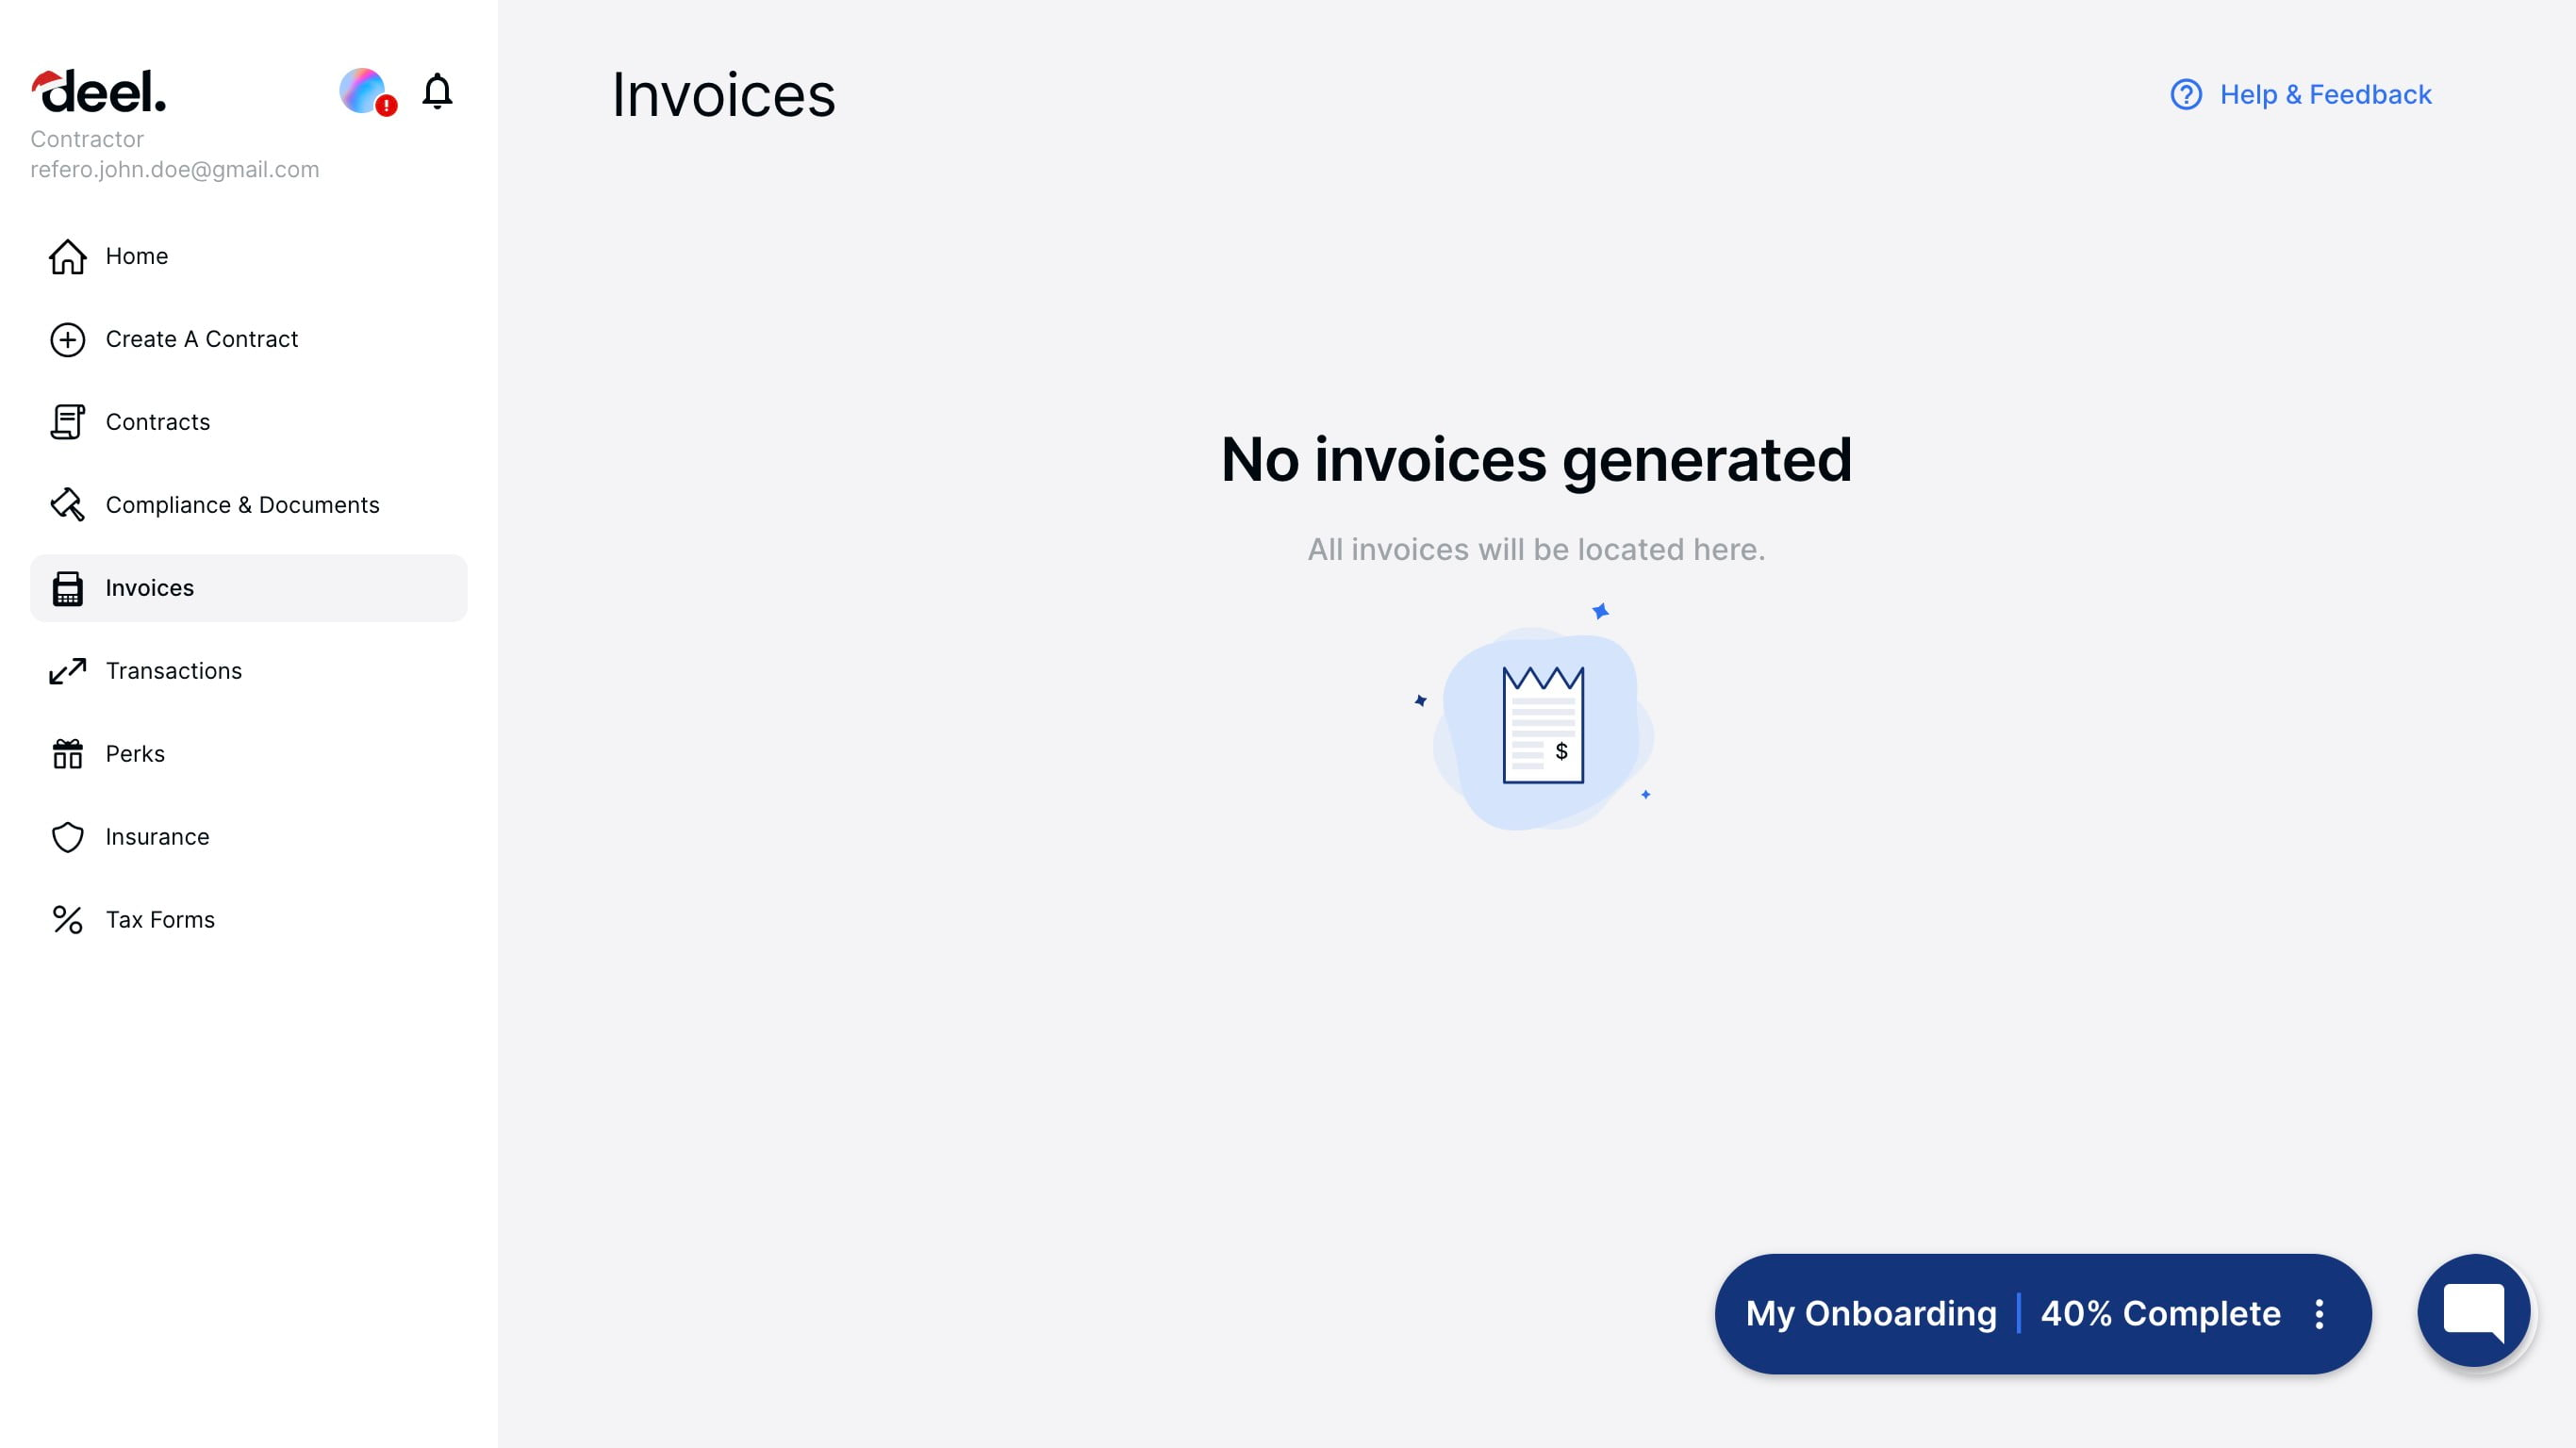 deel.
Contractor
refero.john.doe@gmail.com
Home
Create A Contract
Contracts
Compliance & Documents
Invoices
Transactions
Perks
Insurance
Tax Forms
Invoices
Help & Feedback
No invoices generated
All invoices will be located here.
$
My Onboarding | 40% Complete